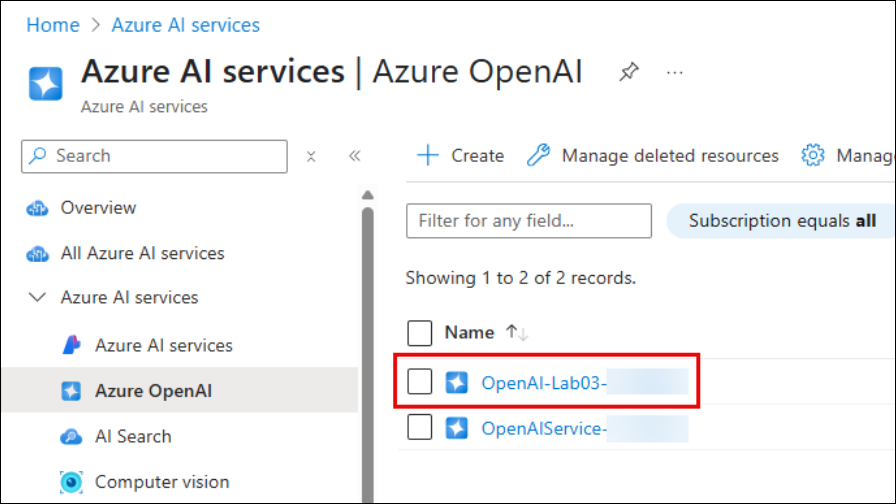 Home > Azure AI services
Azure AI services | Azure OpenAI ...
Azure AI services
Search
Create
Manage deleted resources
Manag
Overview
All Azure AI services
Azure AI services
Azure AI services
Azure OpenAI
AI Search
Computer vision
Filter for any field...
Subscription equals all
Showing 1 to 2 of 2 records.
Name ↑↓
OpenAI-Lab03-
OpenAIService-